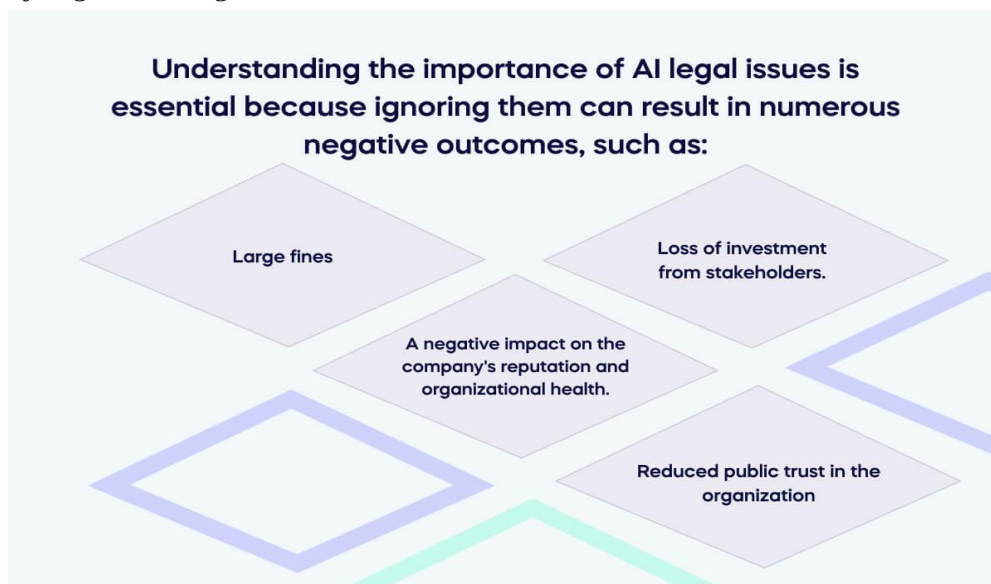 Understanding the importance of AI legal issues is
essential because ignoring them can result in numerous
negative outcomes, such as:
Large fines
Loss of investment
from stakeholders.
A negative impact on the
company's reputation and
organizational health.
Reduced public trust in the
organization